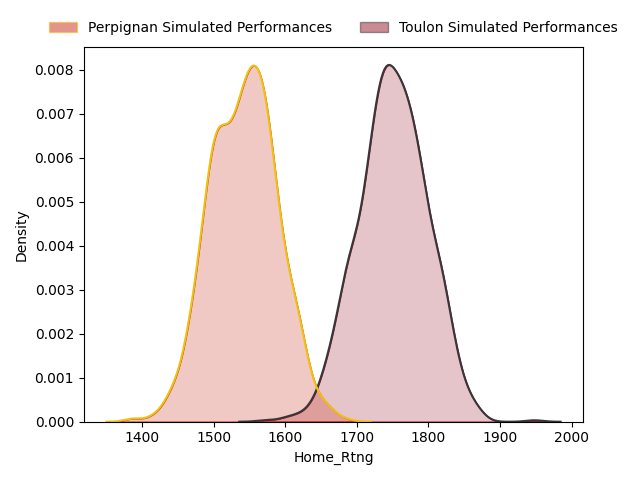 Perpignan Simulated Performances Toulon Simulated Performances
0.008
0.007
0.006
0.005
0.004
0.003
0.002
0.001
0.000
Density
1400 1500 1600 1700 1800 1900 2000
Home_Rtng